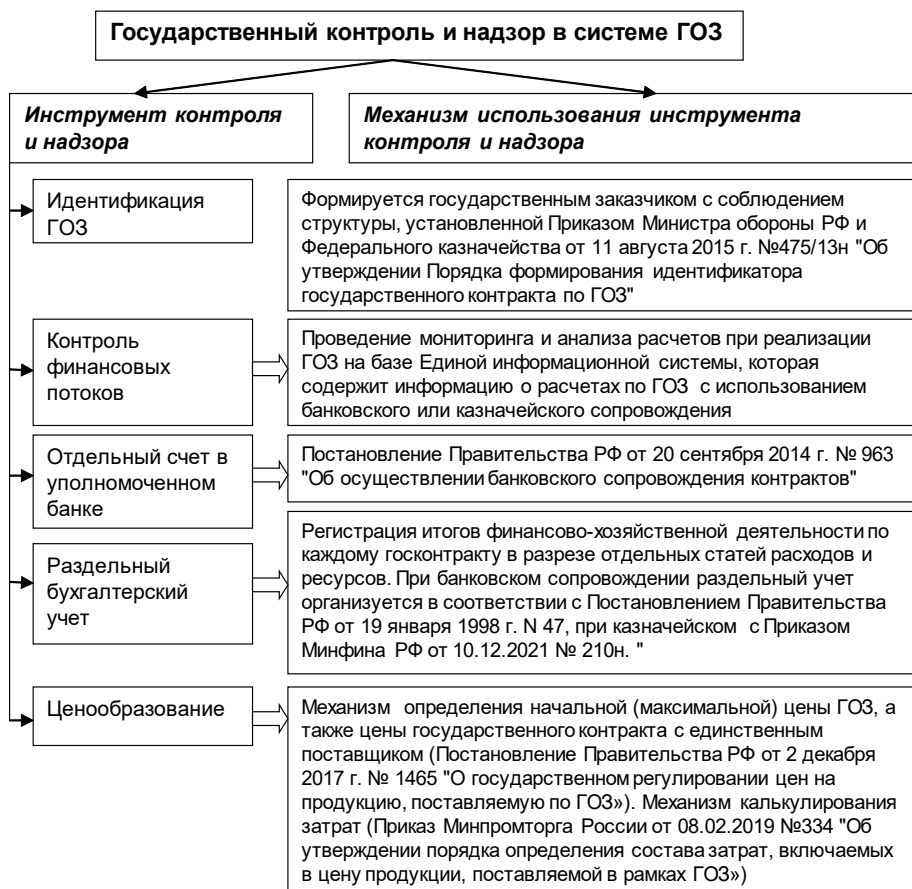 Государственный контроль и надзор в системе ГОЗ
Инструмент контроля
и надзора
Механизм использования инструмента
контроля и надзора
Идентификация
ГОЗ
Формируется государственным заказчиком с соблюдением
структуры, установленной Приказом Министра обороны РФ и
Федерального казначейства от 11 августа 2015 г. №475/13н "Об
утверждении Порядка формирования идентификатора
государственного контракта по ГОЗ"
Контроль
финансовых
потоков
Проведение мониторинга и анализа расчетов при реализации
ГОЗ на базе Единой информационной системы, которая
содержит информацию о расчетах по ГОЗ с использованием
банковского или казначейского сопровождения
Отдельный счет в
уполномоченном
банке
Постановление Правительства РФ от 20 сентября 2014 г. № 963
"Об осуществлении банковского сопровождения контрактов"
Раздельный
бухгалтерский
учет
Регистрация итогов финансово-хозяйственной деятельности по
каждому госконтракту в разрезе отдельных статей расходов и
ресурсов. При банковском сопровождении раздельный учет
организуется в соответствии с Постановлением Правительства
РФ от 19 января 1998 г. N 47, при казначейском с Приказом
Минфина РФ от 10.12.2021 № 210н. "
Ценообразование
Механизм определения начальной (максимальной) цены ГОЗ, а
также цены государственного контракта с единственным
поставщиком (Постановление Правительства РФ от 2 декабря
2017 г. № 1465 "О государственном регулировании цен на
продукцию, поставляемую по ГОЗ»). Механизм калькулирования
затрат (Приказ Минпромторга России от 08.02.2019 №334 "Об
утверждении порядка определения состава затрат, включаемых
в цену продукции, поставляемой в рамках ГОЗ»)